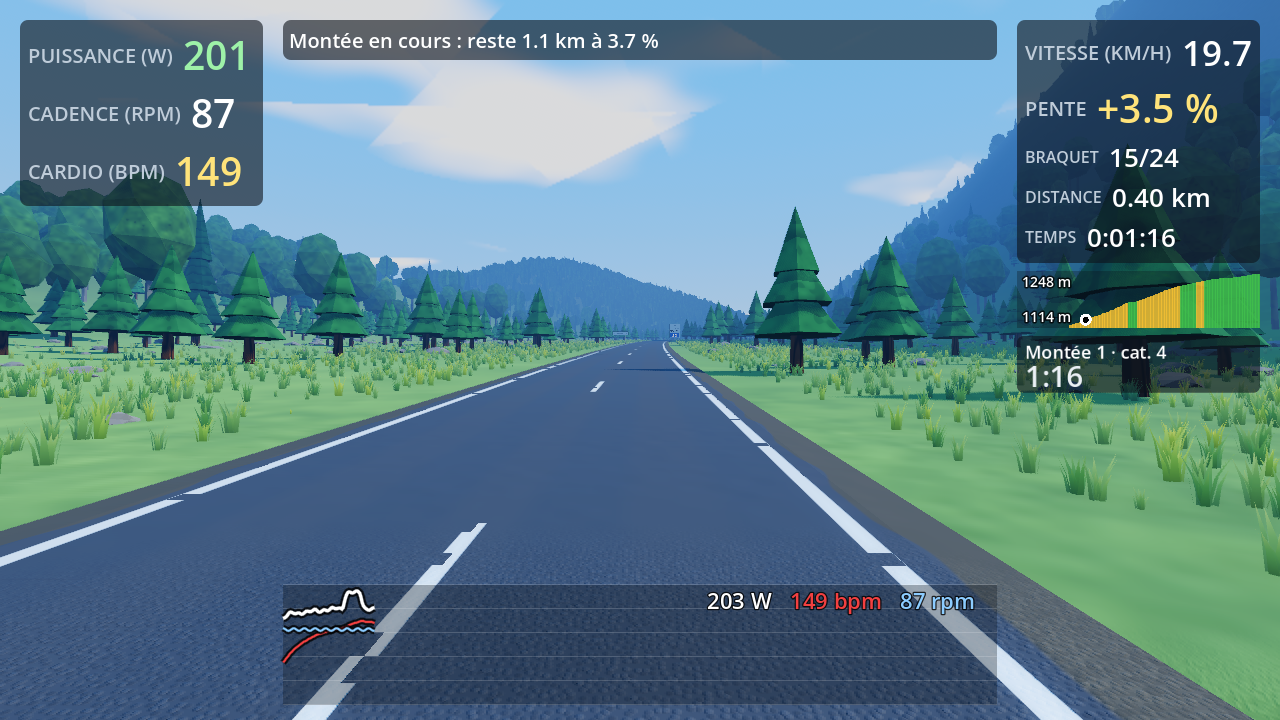 PUISSANCE (W) 201
CADENCE (RPM) 87
CARDIO (BPM) 149
Montée en cours : reste 1.1 km à 3.7 %
VITESSE (KM/H) 19.7
PENTE +3.5 %
BRAQUET 15/24
DISTANCE 0.40 km
TEMPS 0:01:16
1248 m
1114 m
Montée 1 · cat. 4
1:16
203 W 149 bpm 87 rpm